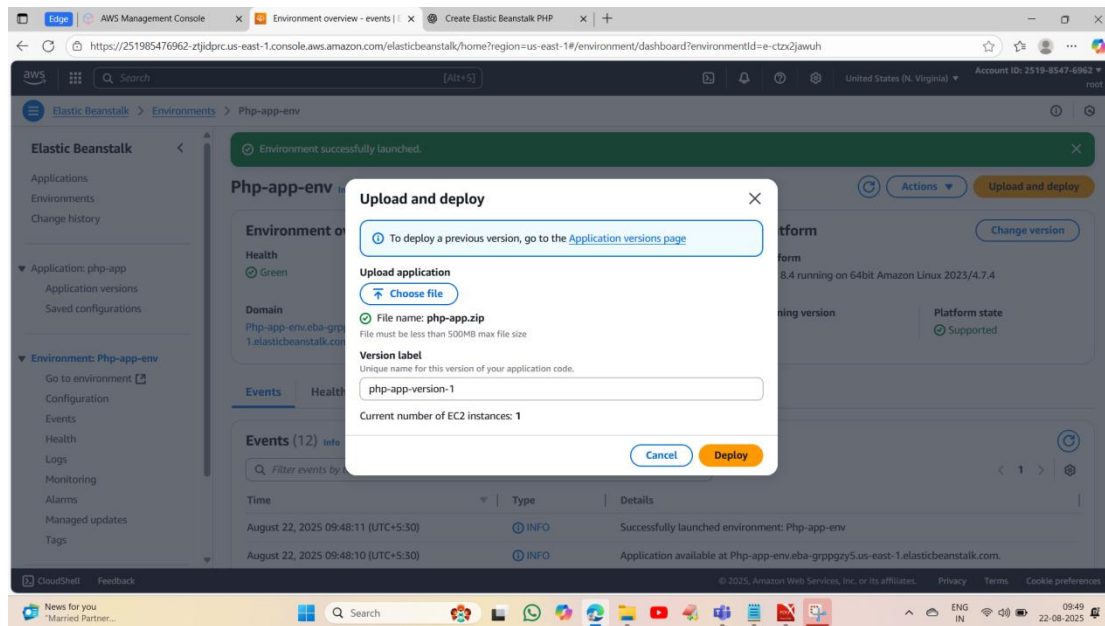 Edge
AWS Management Console
Environment overview - events | E
Create Elastic Beanstalk PHP
https://251985476962-ztjidprc.us-east-1.console.aws.amazon.com/elasticbeanstalk/home?region=us-east-1#/environment/dashboard?environmentId=e-ctzx2jawuh
aws
Search
[Alt+S]
United States (N. Virginia)
Account ID: 2519-8547-6962
root
Elastic Beanstalk > Environments > Php-app-env
Elastic Beanstalk
Applications
Environments
Change history
Application: php-app
Application versions
Saved configurations
Environment: Php-app-env
Go to environment
Configuration
Events
Health
Logs
Monitoring
Alarms
Managed updates
Tags
Environment successfully launched.
Php-app-env
Actions
Upload and deploy
Environment ov
Health
Green
Domain
Php-app-env.eba-grpp
1.elasticbeanstalk.con
tform
Change version
form
8.4 running on 64bit Amazon Linux 2023/4.7.4
ning version
Platform state
Supported
Upload and deploy
To deploy a previous version, go to the Application versions page
Upload application
Choose file
File name: php-app.zip
File must be less than 500MB max file size
Version label
Unique name for this version of your application code.
php-app-version-1
Current number of EC2 instances: 1
Cancel
Deploy
Events
Health
Events (12) Info
Filter events by
1
Time
Type
Details
August 22, 2025 09:48:11 (UTC+5:30)
INFO
Successfully launched environment: Php-app-env
August 22, 2025 09:48:10 (UTC+5:30)
INFO
Application available at Php-app-env.eba-grppgzy5.us-east-1.elasticbeanstalk.com.
CloudShell
Feedback
© 2025, Amazon Web Services, Inc. or its affiliates.
Privacy
Terms
Cookie preferences
News for you
"Married Partner...
Search
ENG
IN
09:49
22-08-2025